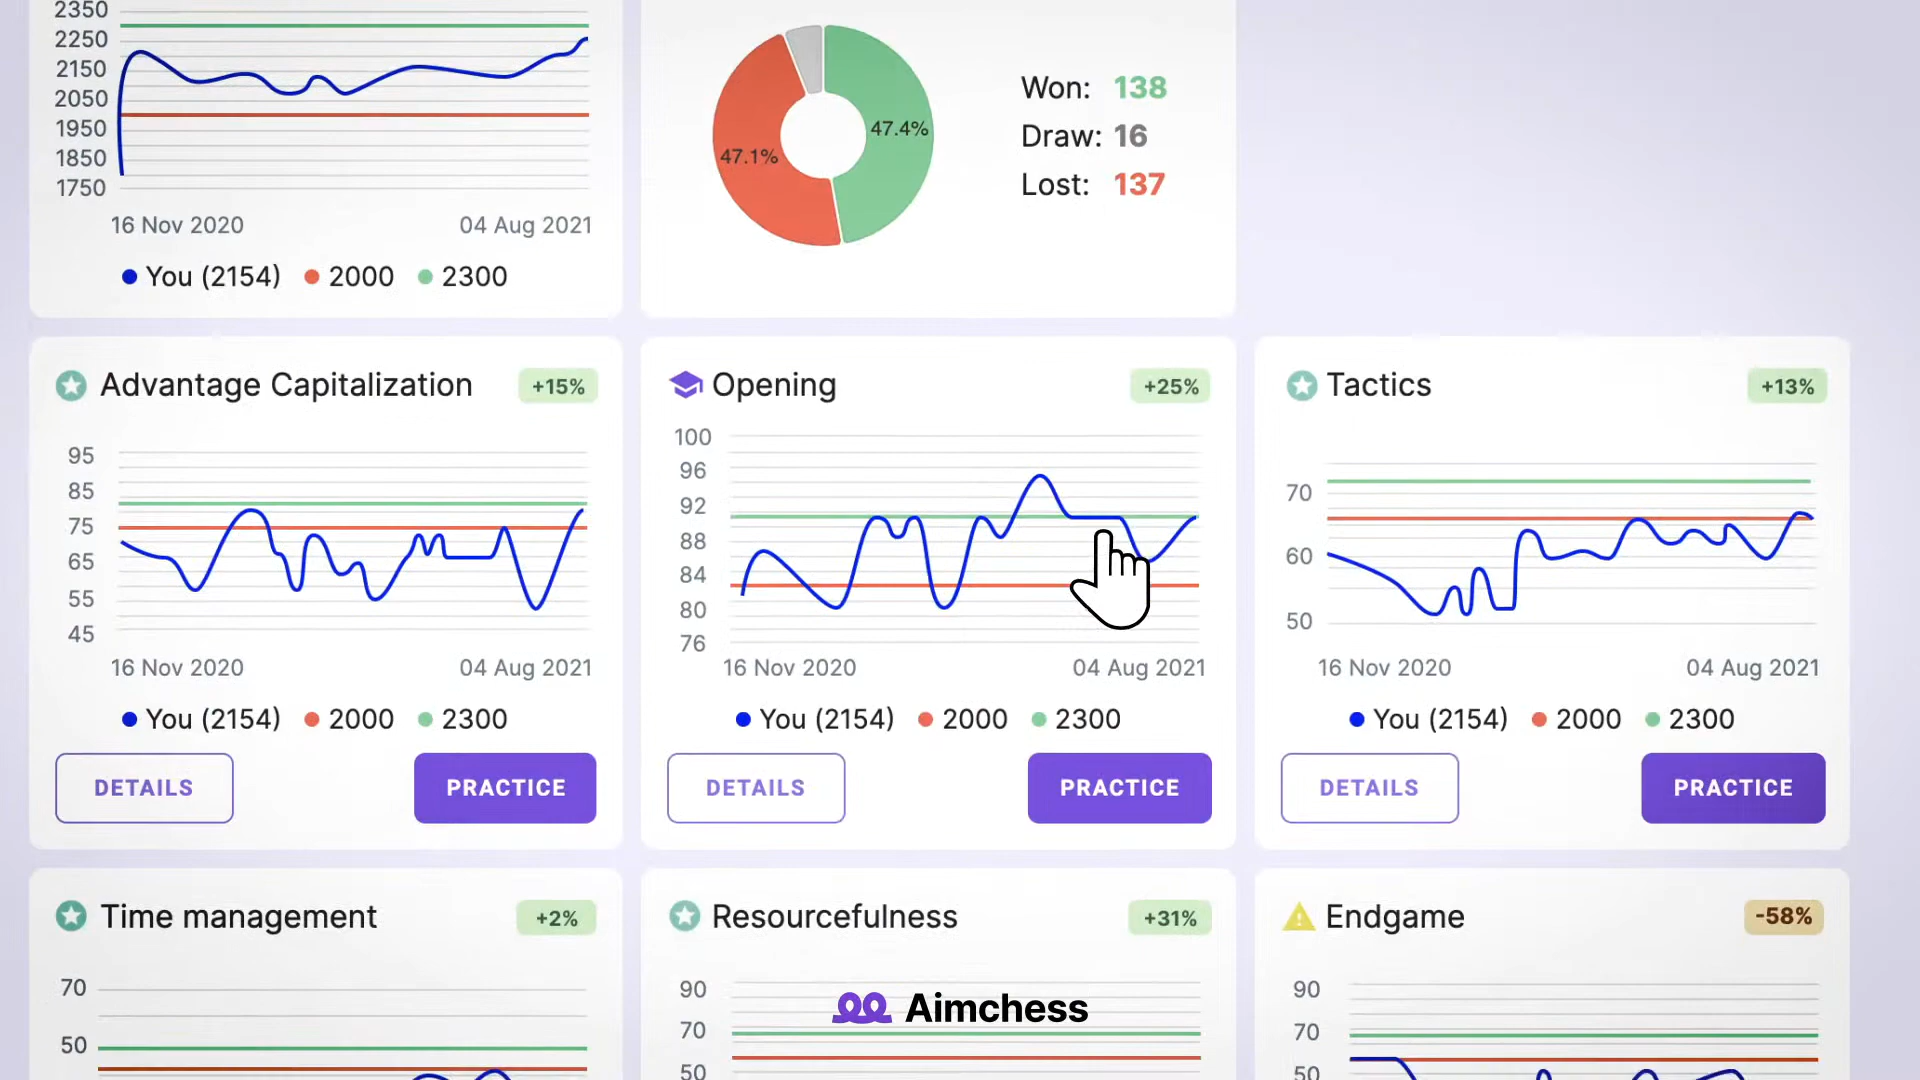 2350
2250
2150
2050
1950
1850
1750
16 Nov 2020 04 Aug 2021
You (2154) 2000 2300
47.4%
47.1%
Won: 138
Draw: 16
Lost: 137
Advantage Capitalization +15%
95
85
75
65
55
45
16 Nov 2020 04 Aug 2021
You (2154) 2000 2300
DETAILS PRACTICE
Opening +25%
100
96
92
88
84
80
76
16 Nov 2020 04 Aug 2021
You (2154) 2000 2300
DETAILS PRACTICE
Tactics +13%
70
60
50
16 Nov 2020 04 Aug 2021
You (2154) 2000 2300
DETAILS PRACTICE
Time management +2%
70
50
Resourcefulness +31%
90
70
50
Aimchess
Endgame -58%
90
70
50